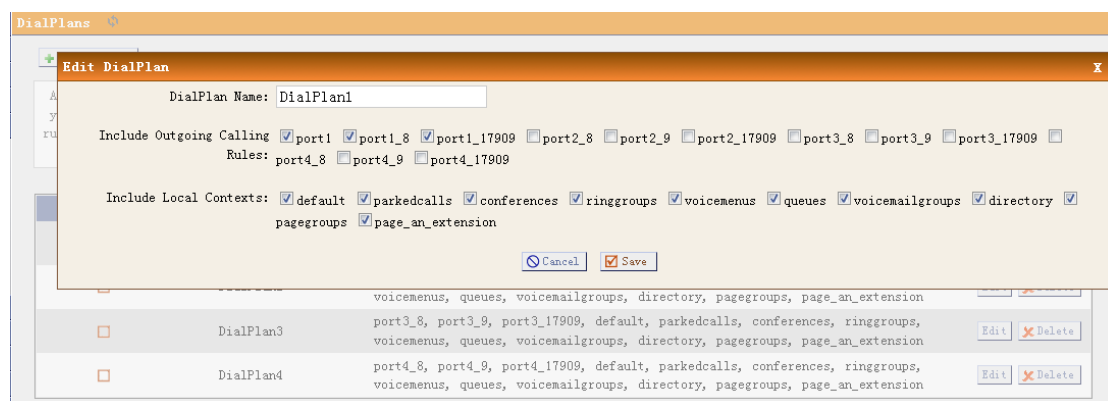 DialPlans
Edit DialPlan X
A
y
ru
DialPlan Name: DialPlan1
Include Outgoing Calling Rules: port1 port1_8 port1_17909 port2_8 port2_9 port2_17909 port3_8 port3_9 port3_17909
port4_8 port4_9 port4_17909
Include Local Contexts: default parkedcalls conferences ringgroups voicemenus queues voicemailgroups directory
pagegroups page_an_extension
Cancel Save
voicemenus, queues, voicemailgroups, directory, pagegroups, page_an_extension
DialPlan3 port3_8, port3_9, port3_17909, default, parkedcalls, conferences, ringgroups,
voicemenus, queues, voicemailgroups, directory, pagegroups, page_an_extension Edit Delete
DialPlan4 port4_8, port4_9, port4_17909, default, parkedcalls, conferences, ringgroups,
voicemenus, queues, voicemailgroups, directory, pagegroups, page_an_extension Edit Delete